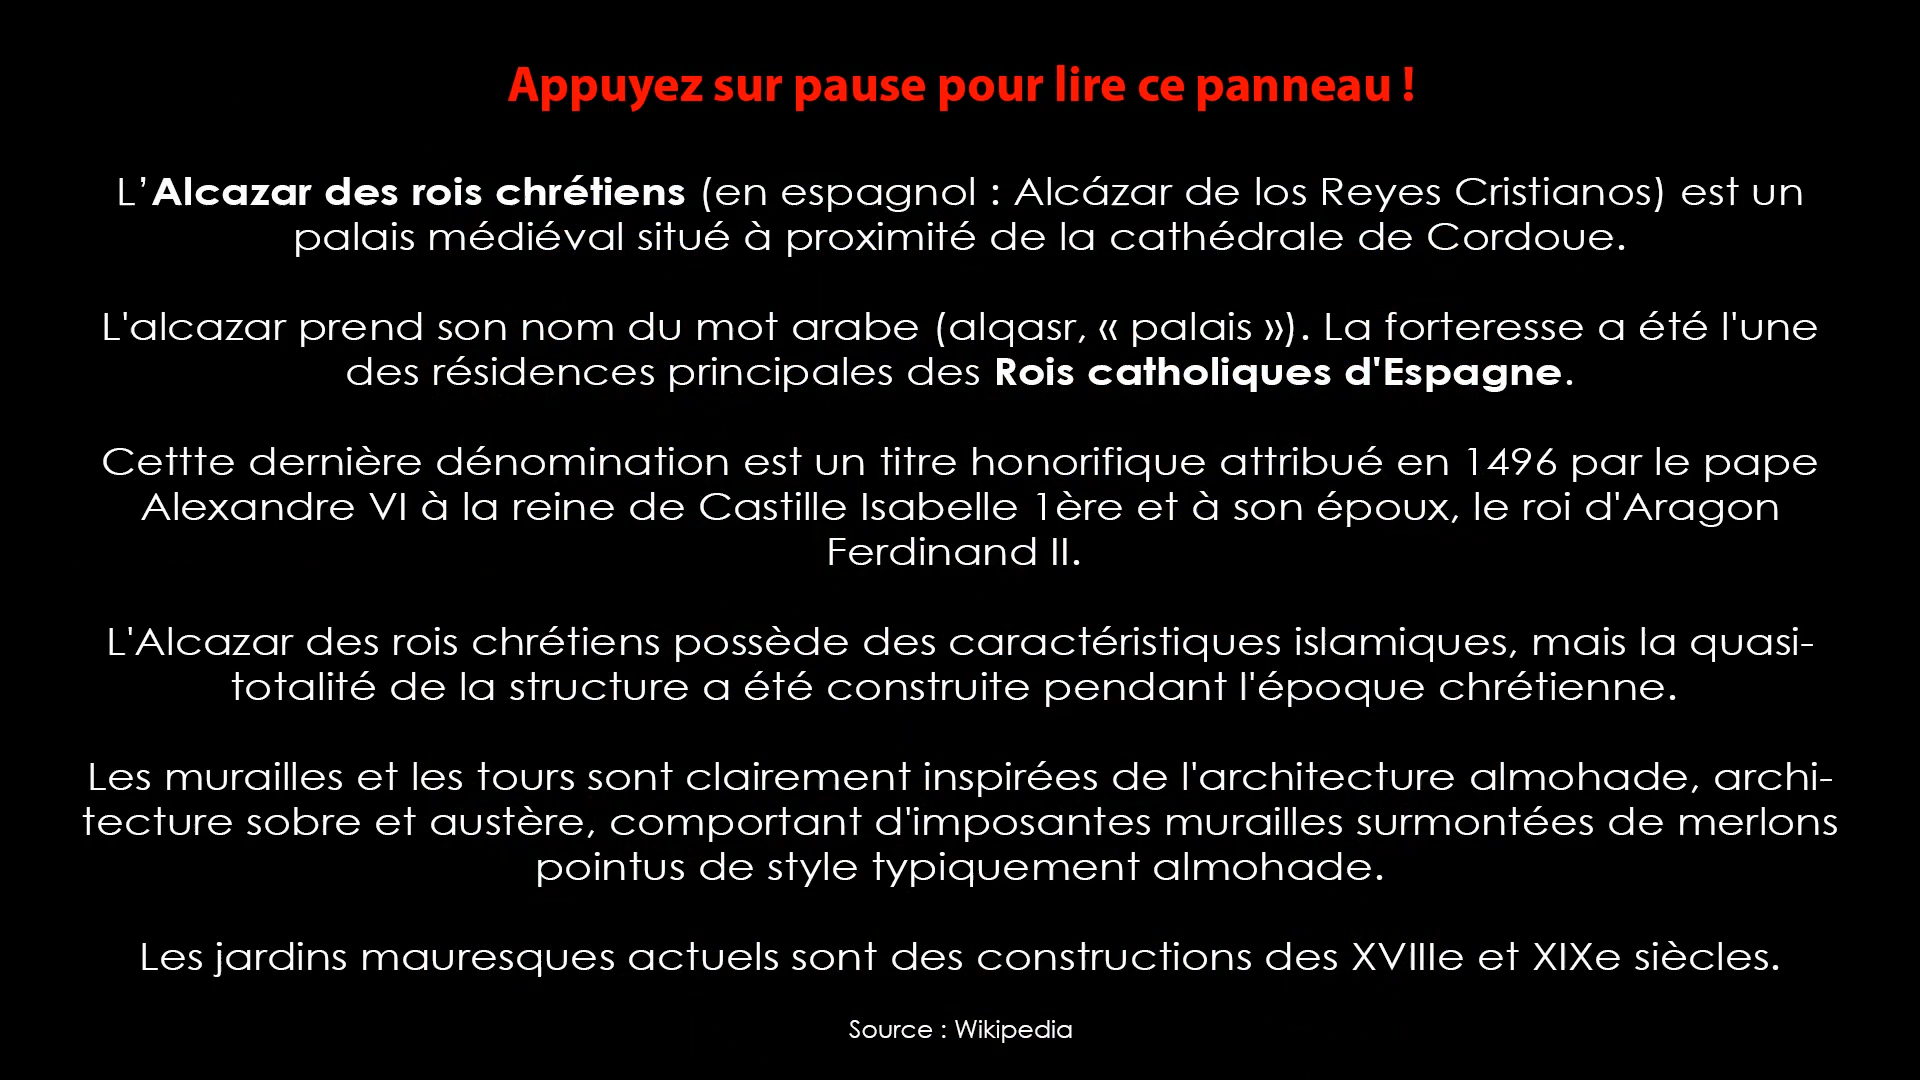 Appuyez sur pause pour lire ce panneau !
L’Alcazar des rois chrétiens (en espagnol : Alcázar de los Reyes Cristianos) est un
palais médiéval situé à proximité de la cathédrale de Cordoue.
L'alcazar prend son nom du mot arabe (alqasr, « palais »). La forteresse a été l'une
des résidences principales des Rois catholiques d'Espagne.
Cettte dernière dénomination est un titre honorifique attribué en 1496 par le pape
Alexandre VI à la reine de Castille Isabelle 1ère et à son époux, le roi d'Aragon
Ferdinand II.
L'Alcazar des rois chrétiens possède des caractéristiques islamiques, mais la quasi-
totalité de la structure a été construite pendant l'époque chrétienne.
Les murailles et les tours sont clairement inspirées de l'architecture almohade, archi-
tecture sobre et austère, comportant d'imposantes murailles surmontées de merlons
pointus de style typiquement almohade.
Les jardins mauresques actuels sont des constructions des XVIIIe et XIXe siècles.
Source : Wikipedia